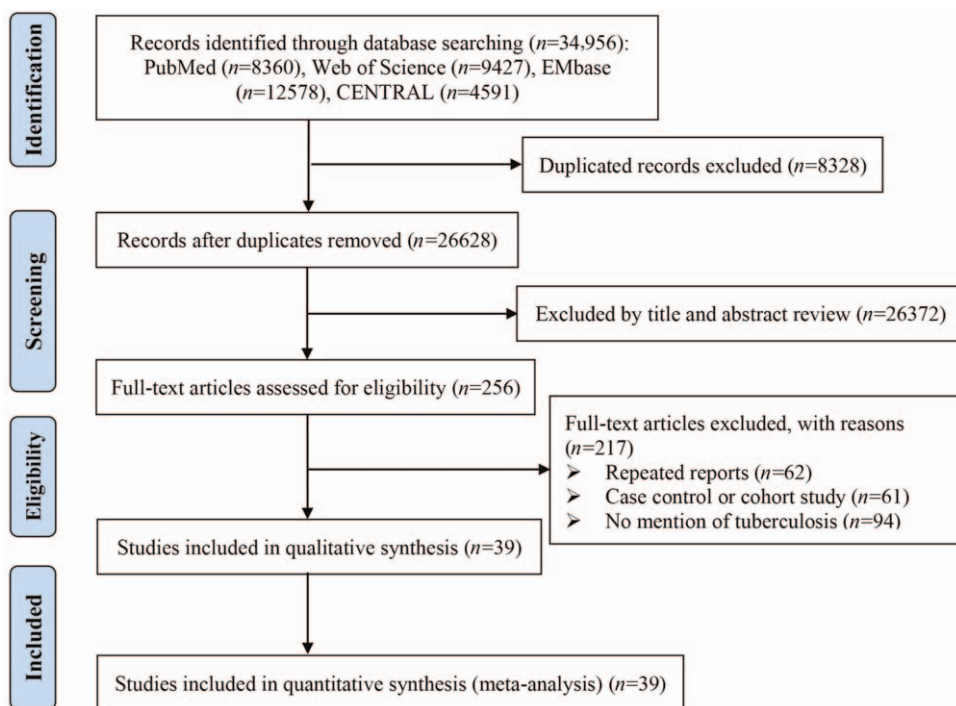 Identification
Records identified through database searching (n=34,956):
PubMed (n=8360), Web of Science (n=9427), EMbase
(n=12578), CENTRAL (n=4591)
Duplicated records excluded (n=8328)
Screening
Records after duplicates removed (n=26628)
Excluded by title and abstract review (n=26372)
Full-text articles assessed for eligibility (n=256)
Eligibility
Full-text articles excluded, with reasons
(n=217)
➢ Repeated reports (n=62)
➢ Case control or cohort study (n=61)
➢ No mention of tuberculosis (n=94)
Studies included in qualitative synthesis (n=39)
Included
Studies included in quantitative synthesis (meta-analysis) (n=39)